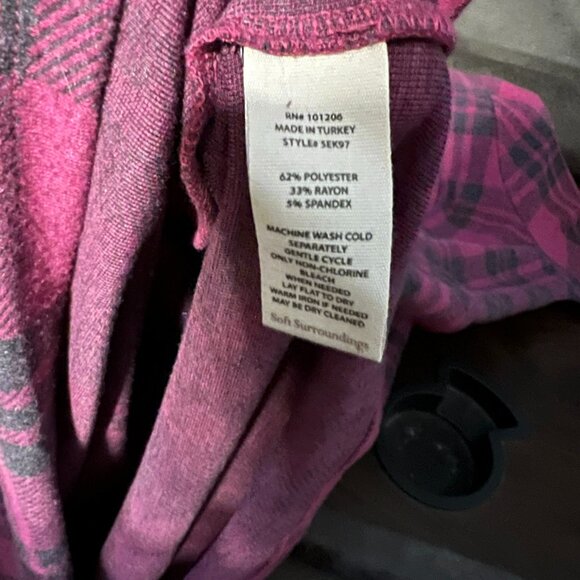 RN# 101206
MADE IN TURKEY
STYLE# 5EK97
62% POLYESTER
33% RAYON
5% SPANDEX
MACHINE WASH COLD
SEPARATELY
GENTLE CYCLE
ONLY NON-CHLORINE
BLEACH
WHEN NEEDED
LAY FLAT TO DRY
WARM IRON IF NEEDED
MAY BE DRY CLEANED
Soft Surroundings